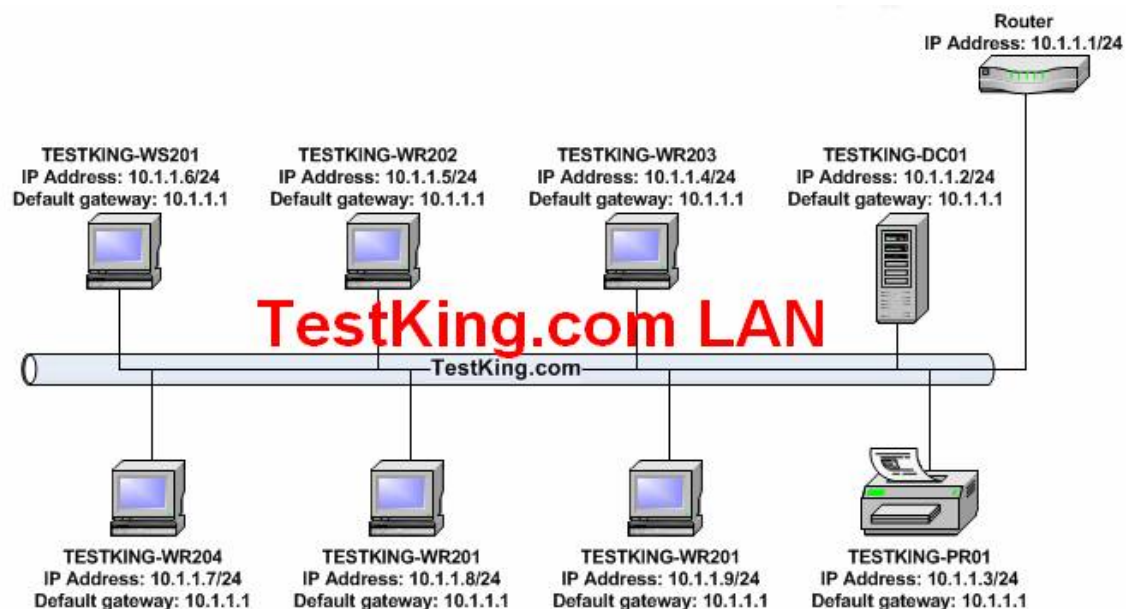 Router
IP Address: 10.1.1.1/24
TESTKING-WS201
IP Address: 10.1.1.6/24
Default gateway: 10.1.1.1
TESTKING-WR202
IP Address: 10.1.1.5/24
Default gateway: 10.1.1.1
TESTKING-WR203
IP Address: 10.1.1.4/24
Default gateway: 10.1.1.1
TESTKING-DC01
IP Address: 10.1.1.2/24
Default gateway: 10.1.1.1
TestKing.com LAN
TestKing.com
TESTKING-WR204
IP Address: 10.1.1.7/24
Default gateway: 10.1.1.1
TESTKING-WR201
IP Address: 10.1.1.8/24
Default gateway: 10.1.1.1
TESTKING-WR201
IP Address: 10.1.1.9/24
Default gateway: 10.1.1.1
TESTKING-PR01
IP Address: 10.1.1.3/24
Default gateway: 10.1.1.1